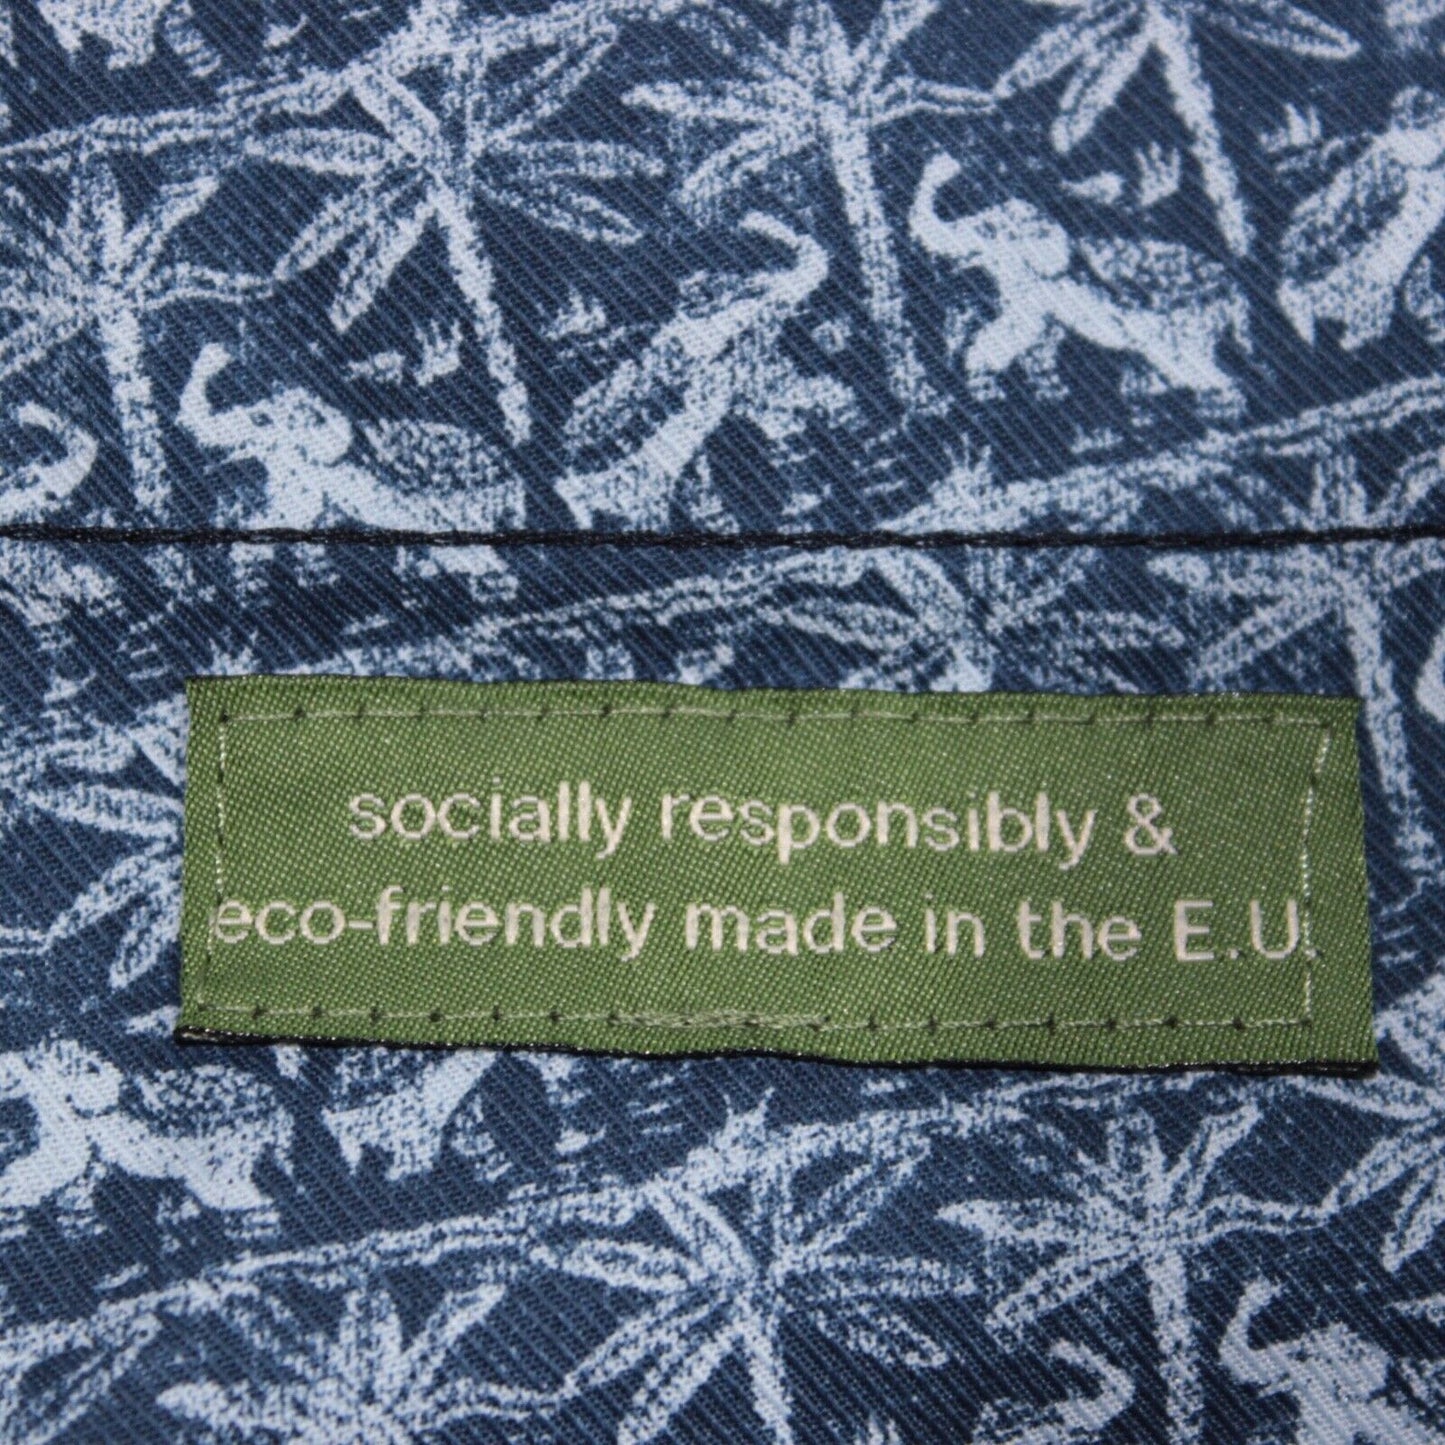 socially responsibly &
eco-friendly made in the E.U.